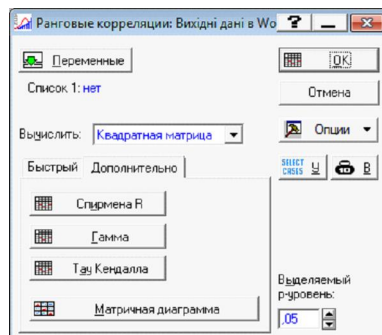 Ранговые корреляции: Вихідні дані в Wo
Переменные
OK
Список 1: нет
Отмена
Вычислить: Квадратная матрица
Опции
Быстрый Дополнительно
SELECT CASES У В
Спирмена R
Гамма
Тау Кендалла
Матричная диаграмма
Выделяемый
p-уровень:
,05